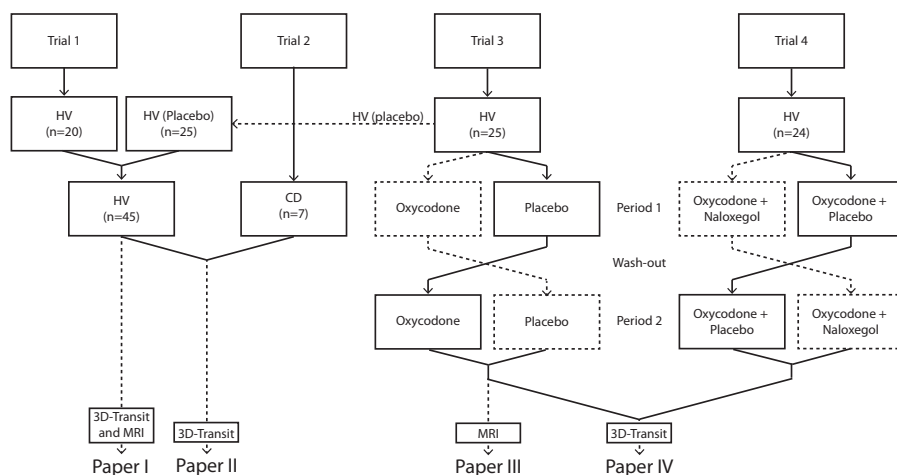 Trial 1
Trial 2
Trial 3
Trial 4
HV
(n=20)
HV (Placebo)
(n=25)
HV (placebo)
HV
(n=25)
HV
(n=24)
HV
(n=45)
CD
(n=7)
Oxycodone
Placebo
Period 1
Oxycodone +
Naloxegol
Oxycodone +
Placebo
Wash-out
Oxycodone
Placebo
Period 2
Oxycodone +
Placebo
Oxycodone +
Naloxegol
3D-Transit
and MRI
3D-Transit
MRI
3D-Transit
Paper I
Paper II
Paper III
Paper IV